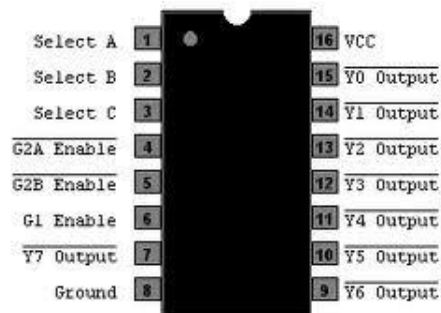 Select A 1 16 VCC
Select B 2 15 Y0 Output
Select C 3 14 Y1 Output
G2A Enable 4 13 Y2 Output
G2B Enable 5 12 Y3 Output
G1 Enable 6 11 Y4 Output
Y7 Output 7 10 Y5 Output
Ground 8 9 Y6 Output